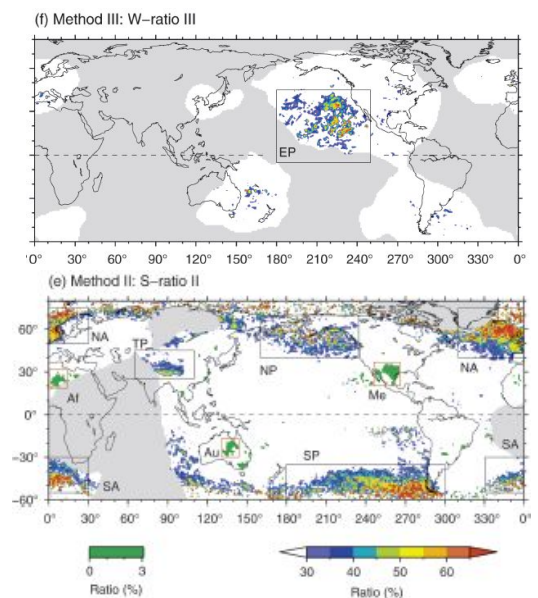 (f) Method III: W−ratio III
EP
0° 30° 60° 90° 120° 150° 180° 210° 240° 270° 300° 330° 0°
(e) Method II: S−ratio II
60°
30°
0°
−30°
−60°
NA
TP
NP
NA
Af
Me
Au
SP
SA
SA
0° 30° 60° 90° 120° 150° 180° 210° 240° 270° 300° 330° 0°
0 3
Ratio (%)
30 40 50 60
Ratio (%)